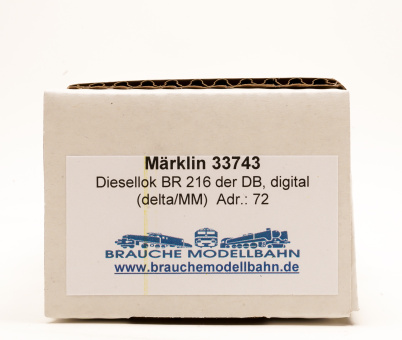 Märklin 33743
Diesellok BR 216 der DB, digital
(delta/MM) Adr.: 72
BRAUCHE MODELLBAHN
www.brauchemodellbahn.de